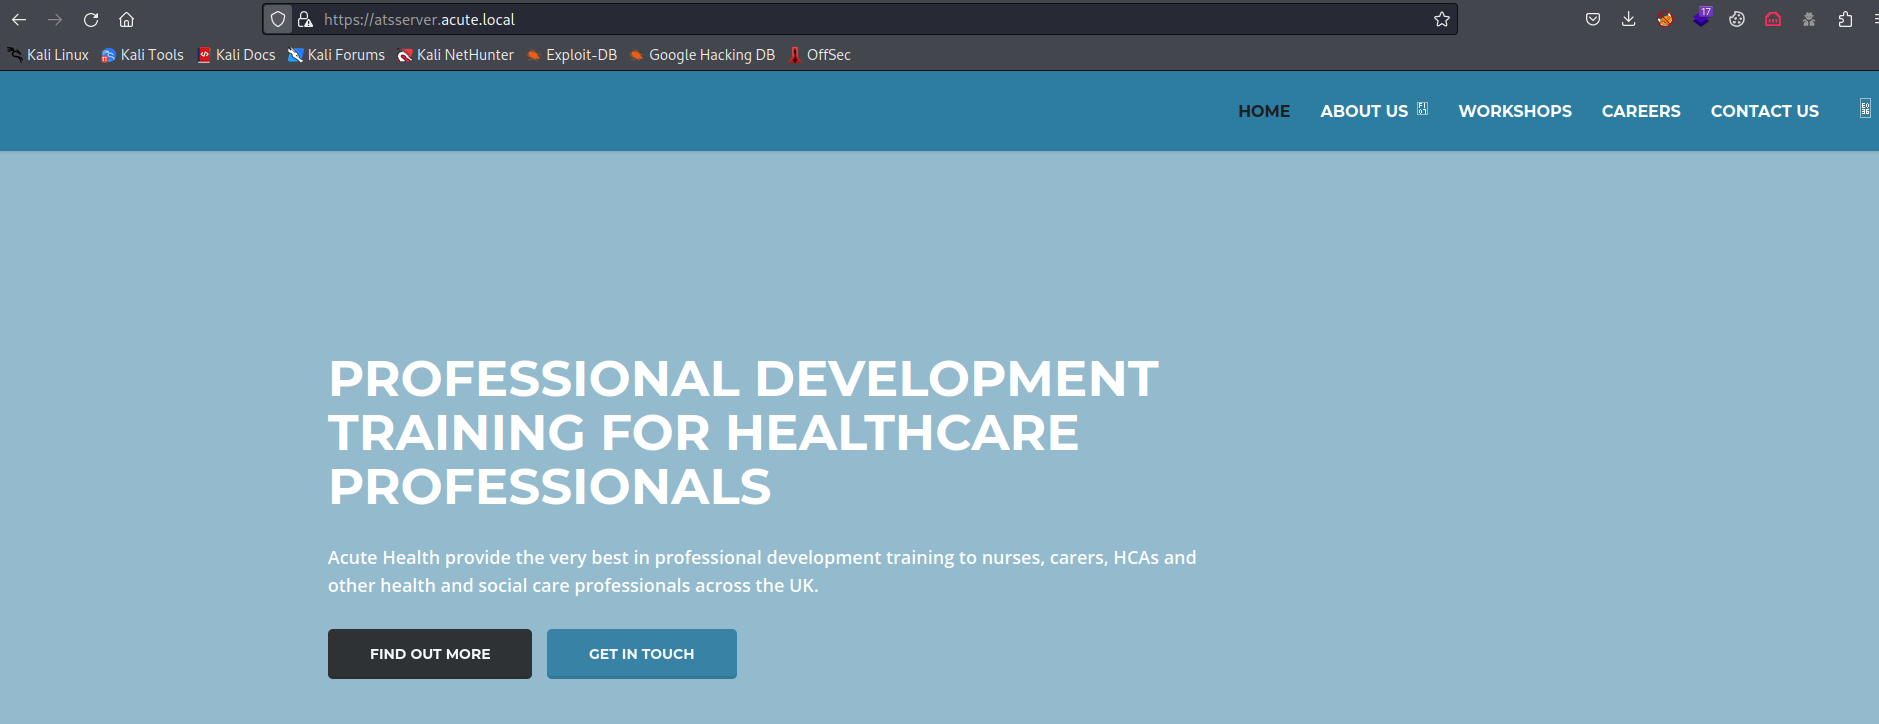 https://atsserver.acute.local
17
Kali Linux Kali Tools Kali Docs Kali Forums Kali NetHunter Exploit-DB Google Hacking DB OffSec
HOME ABOUT US WORKSHOPS CAREERS CONTACT US
PROFESSIONAL DEVELOPMENT
TRAINING FOR HEALTHCARE
PROFESSIONALS
Acute Health provide the very best in professional development training to nurses, carers, HCAs and
other health and social care professionals across the UK.
FIND OUT MORE GET IN TOUCH